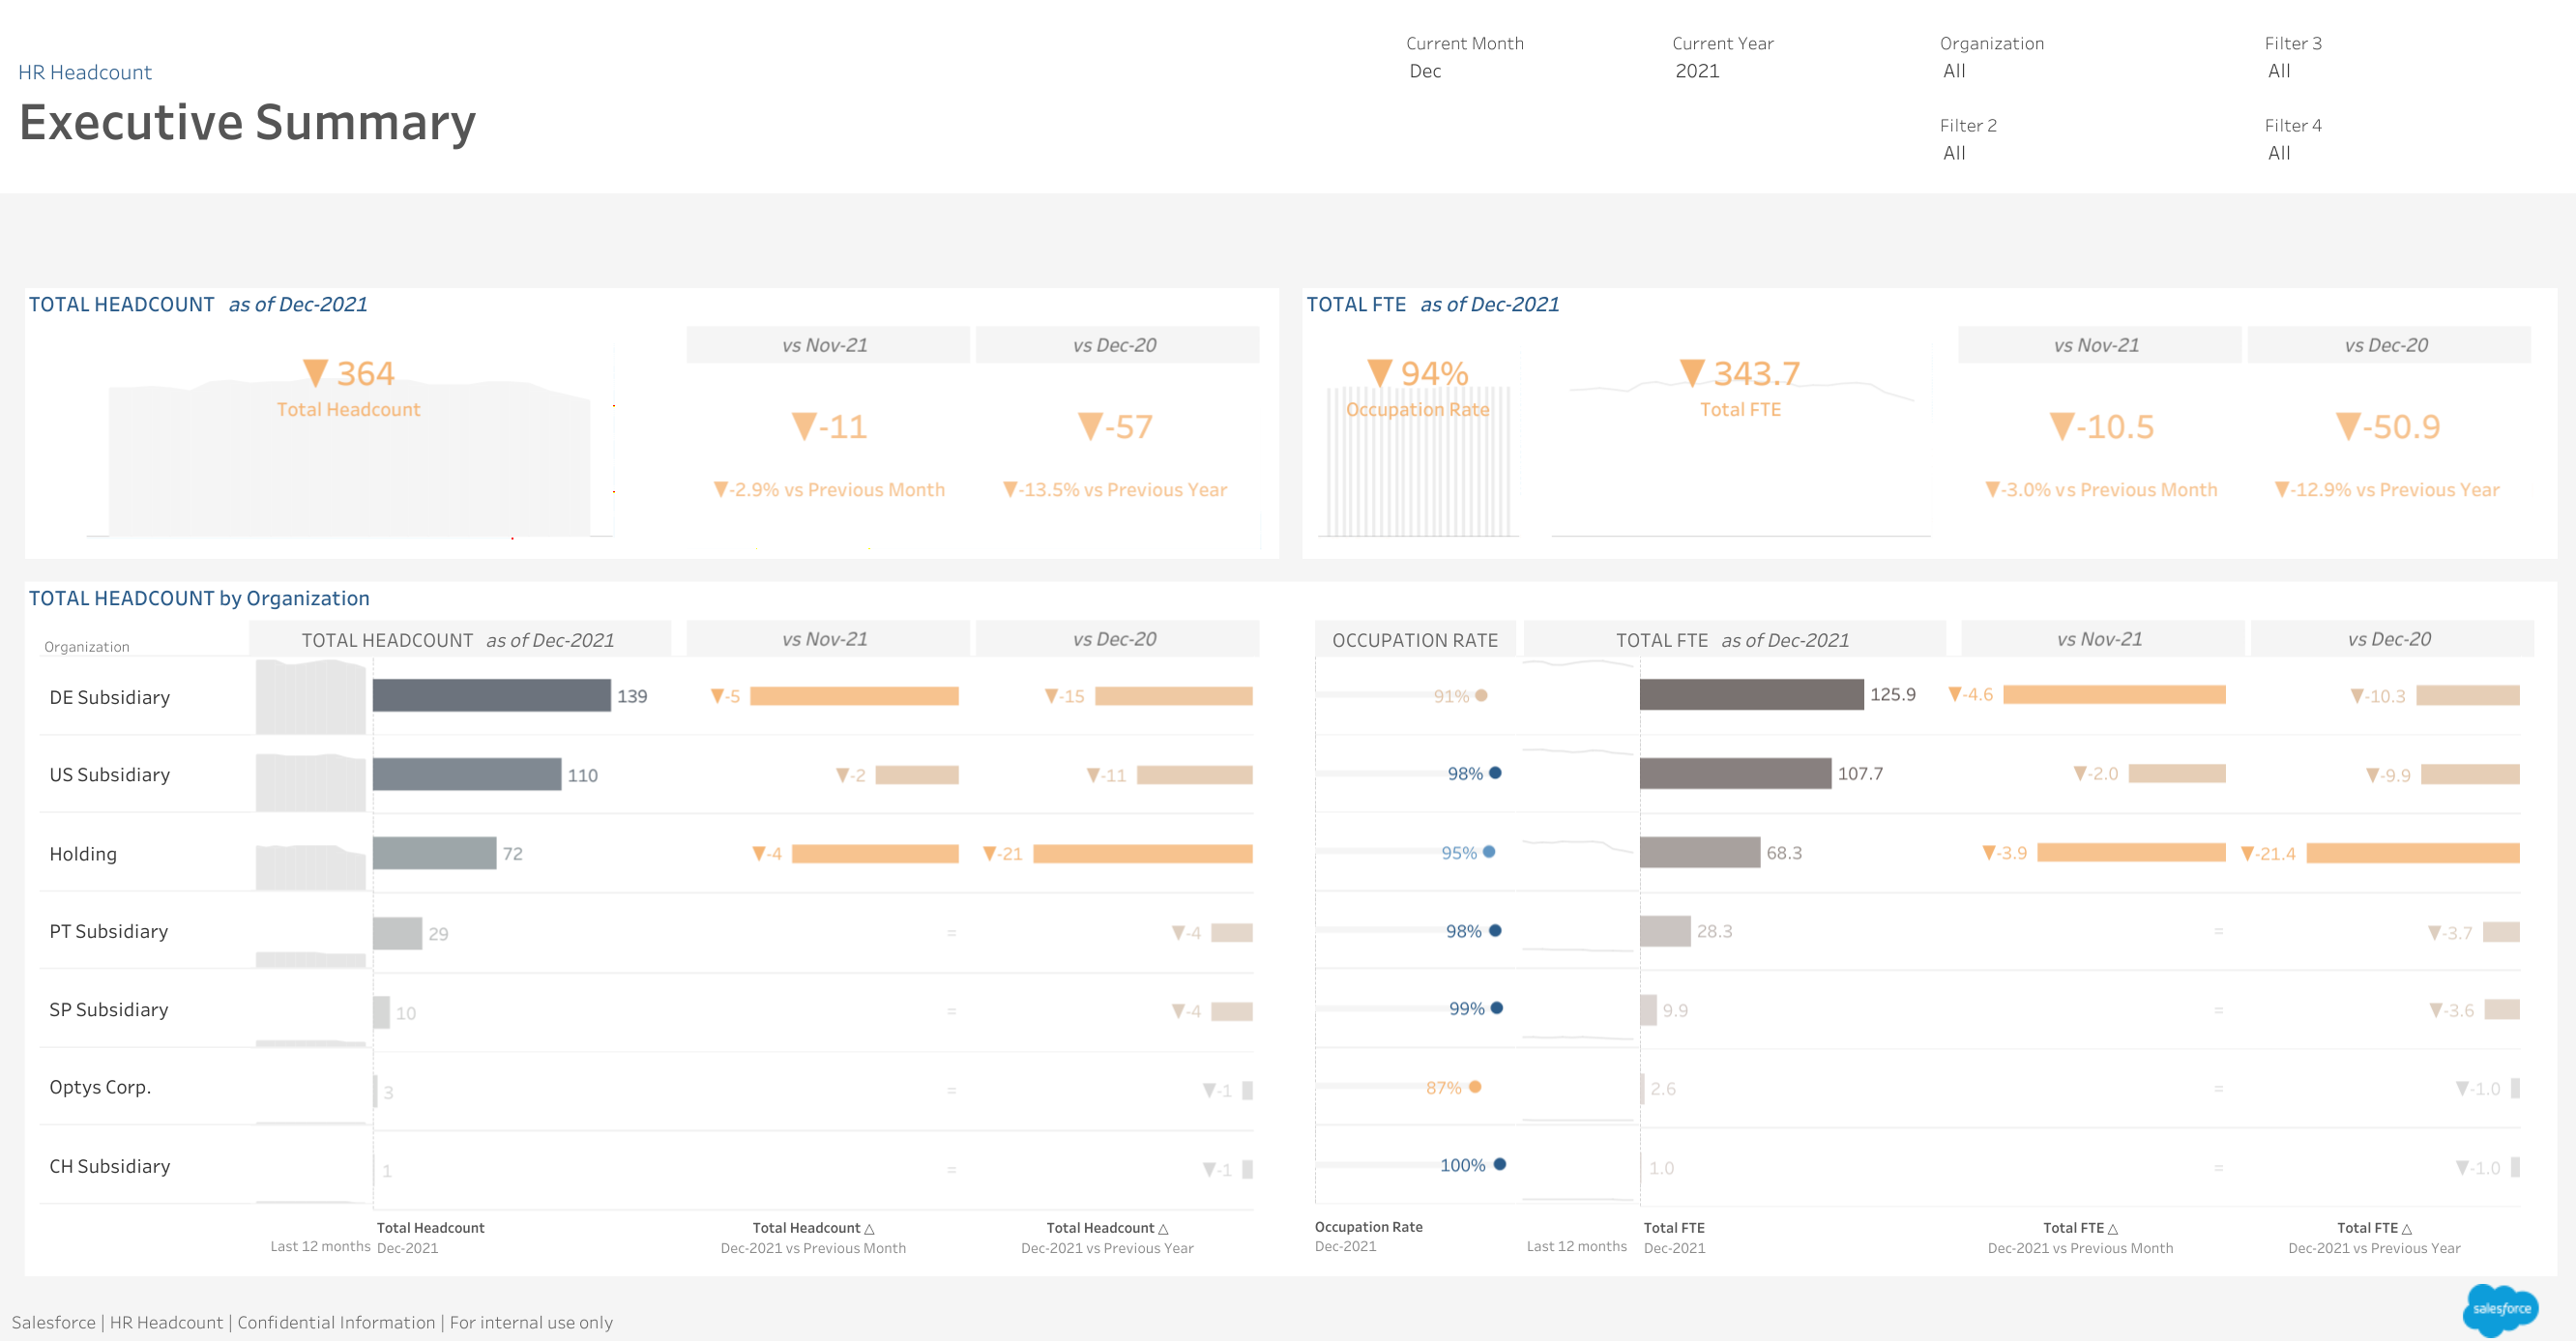 Current Month
Dec
Current Year
2021
Organization
All
Filter 3
All
HR Headcount
Executive Summary
Filter 2
All
Filter 4
All
TOTAL HEADCOUNT as of Dec-2021
▼ 364
Total Headcount
vs Nov-21
▼-11
▼-2.9% vs Previous Month
vs Dec-20
▼-57
▼-13.5% vs Previous Year
TOTAL FTE as of Dec-2021
▼ 94%
Occupation Rate
▼ 343.7
Total FTE
vs Nov-21
▼-10.5
▼-3.0% vs Previous Month
vs Dec-20
▼-50.9
▼-12.9% vs Previous Year
TOTAL HEADCOUNT by Organization
Organization TOTAL HEADCOUNT as of Dec-2021 vs Nov-21 vs Dec-20 OCCUPATION RATE TOTAL FTE as of Dec-2021 vs Nov-21 vs Dec-20
DE Subsidiary 139 ▼-5 ▼-15 91% 125.9 ▼-4.6 ▼-10.3
US Subsidiary 110 ▼-2 ▼-11 98% 107.7 ▼-2.0 ▼-9.9
Holding 72 ▼-4 ▼-21 95% 68.3 ▼-3.9 ▼-21.4
PT Subsidiary 29 = ▼-4 98% 28.3 = ▼-3.7
SP Subsidiary 10 = ▼-4 99% 9.9 = ▼-3.6
Optys Corp. 3 = ▼-1 87% 2.6 = ▼-1.0
CH Subsidiary 1 = ▼-1 100% 1.0 = ▼-1.0
Total Headcount Total Headcount △ Total Headcount △ Occupation Rate Total FTE Total FTE △ Total FTE △
Last 12 months Dec-2021 Dec-2021 vs Previous Month Dec-2021 vs Previous Year Dec-2021 Last 12 months Dec-2021 Dec-2021 vs Previous Month Dec-2021 vs Previous Year
Salesforce | HR Headcount | Confidential Information | For internal use only
salesforce